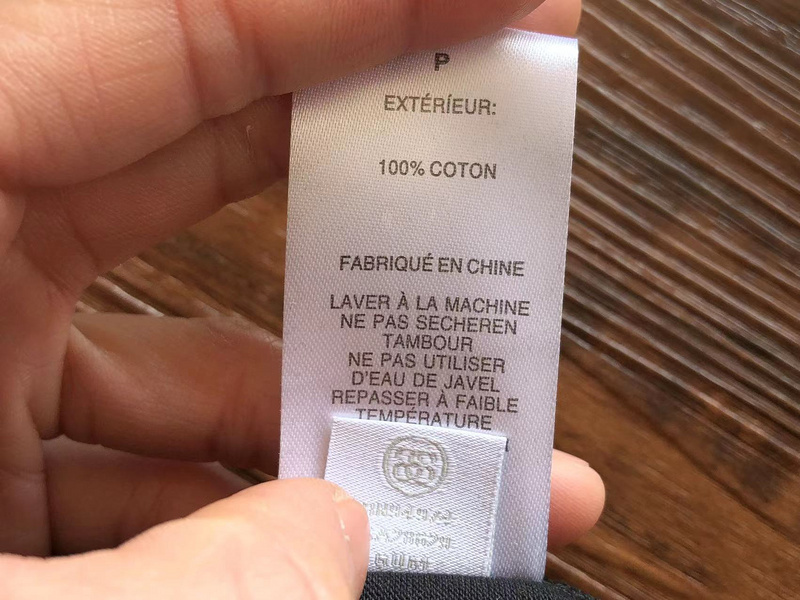 P
EXTÉRÍEUR:
100% COTON
FABRIQUÉ EN CHINE
LAVER À LA MACHINE
NE PAS SECHEREN
TAMBOUR
NE PAS UTILISER
D'EAU DE JAVEL
REPASSER À FAIBLE
TEMPÉRATURE